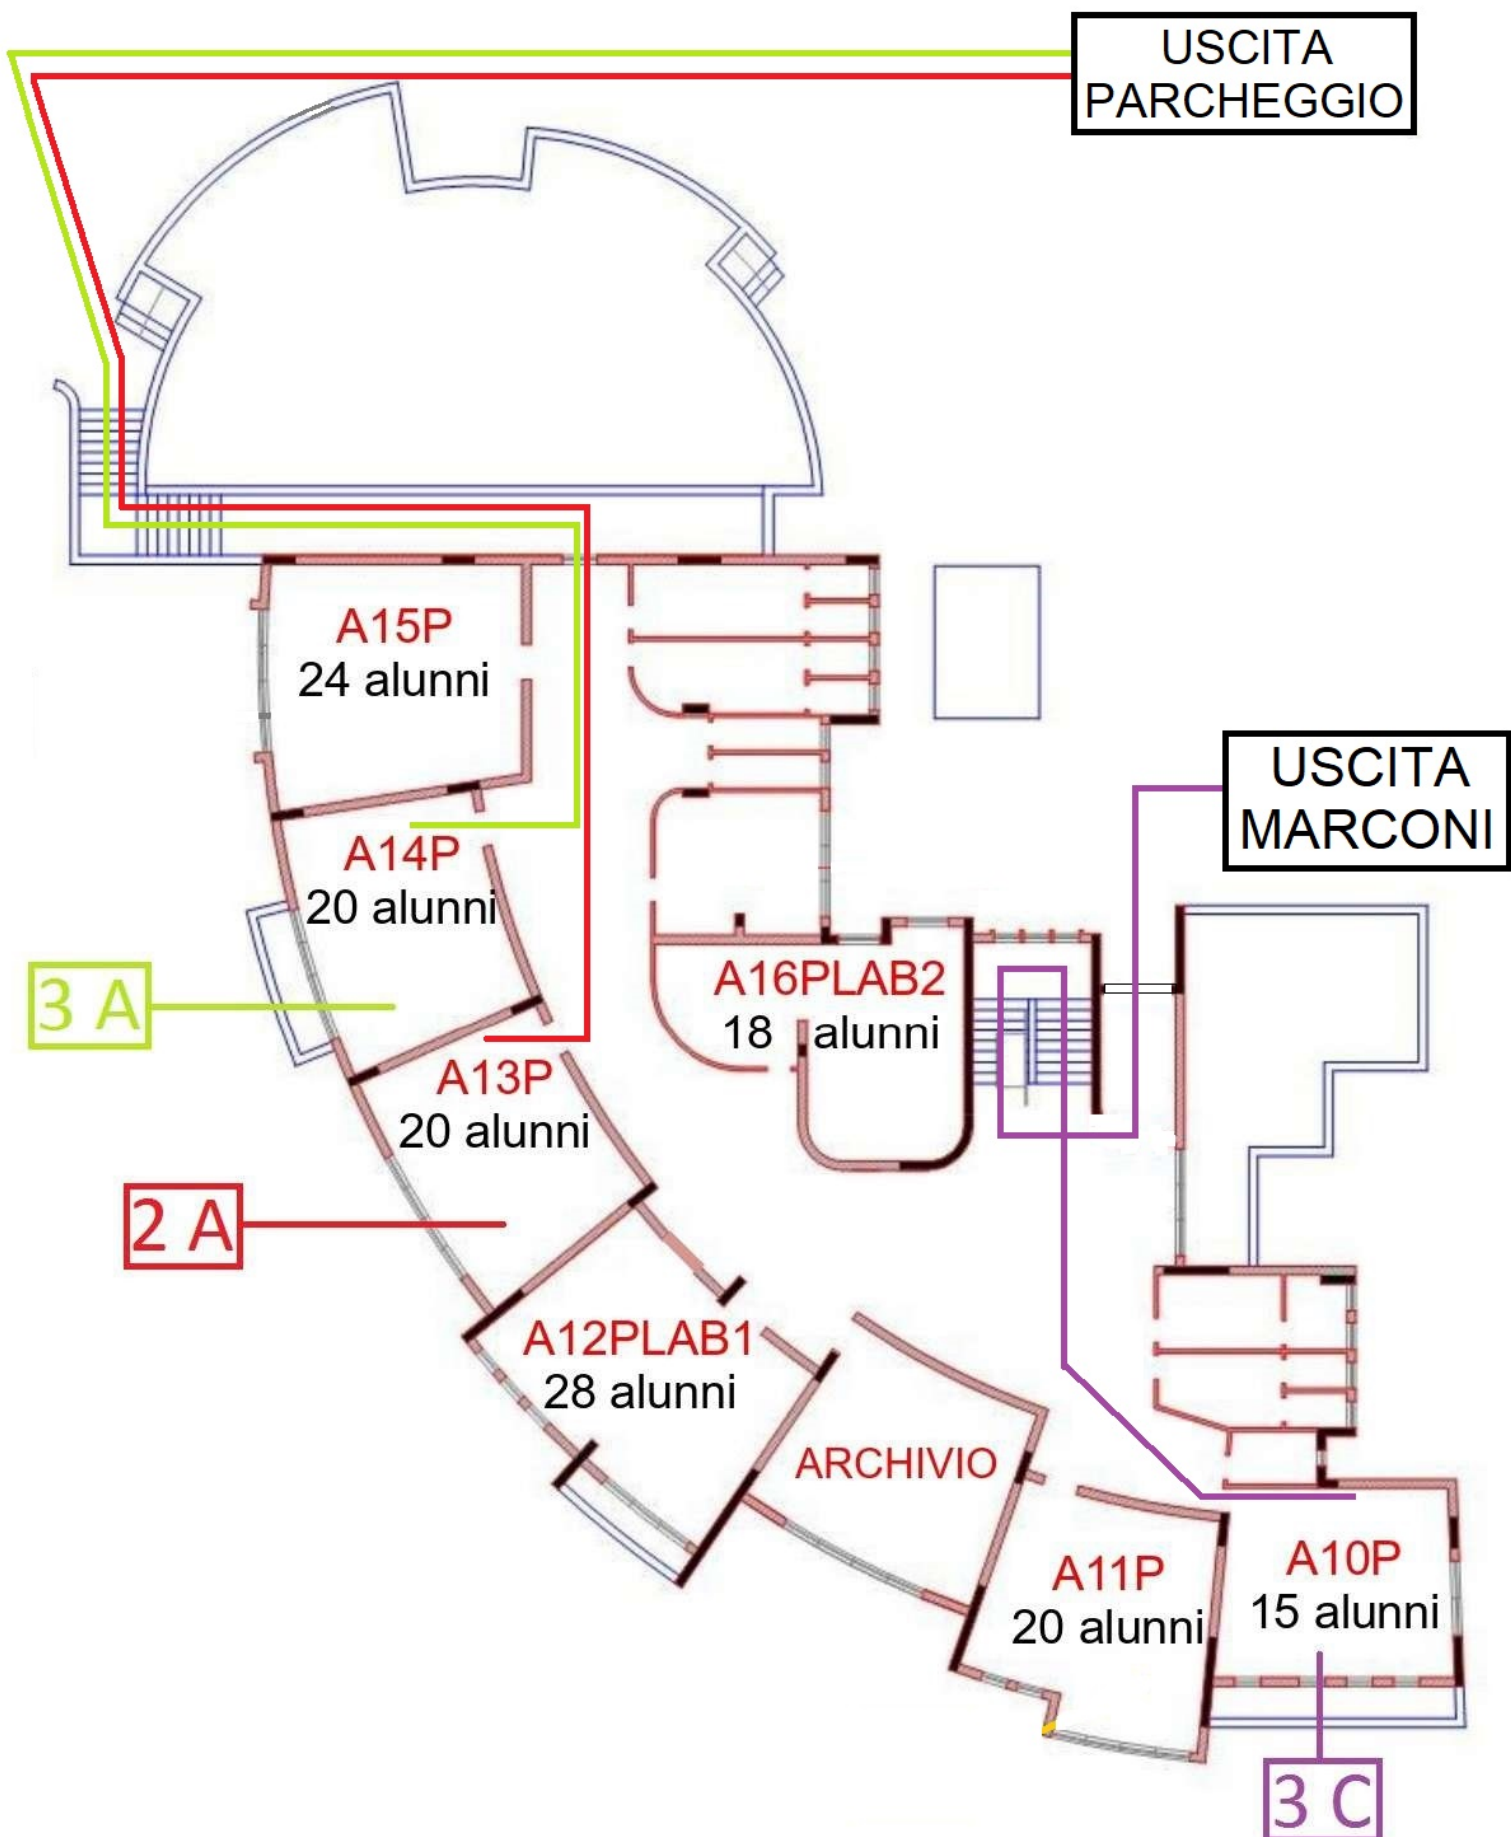 USCITA
PARCHEGGIO
A15P
24 alunni
USCITA
MARCONI
A14P
20 alunni
3 A
A16PLAB2
18 alunni
A13P
20 alunni
2 A
A12PLAB1
28 alunni
ARCHIVIO
A11P
20 alunni
A10P
15 alunni
3 C